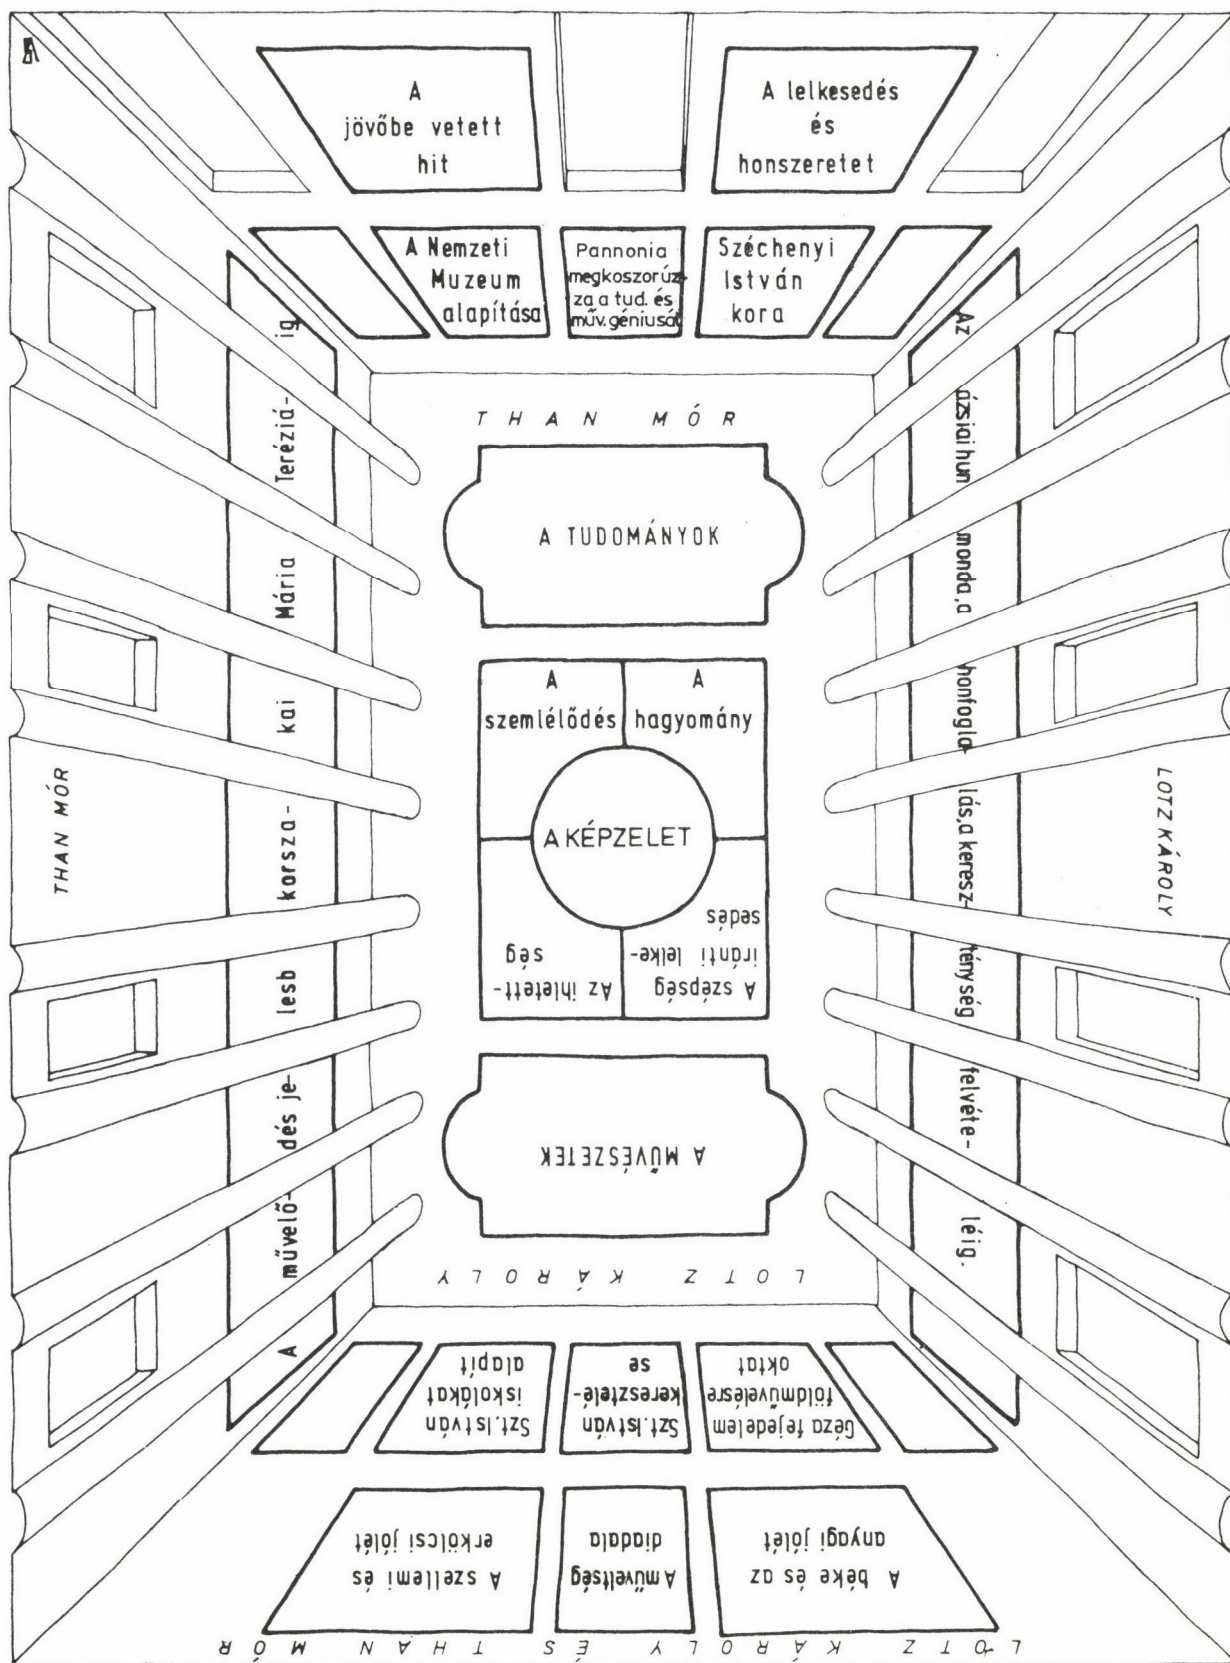 A
jövőbe vetett
hit
A lelkesedés
és
honszeretet
A Nemzeti
Muzeum
alapítása
Pannonia
megkoszorúz-
za a tud. és
műv. géniusát
Széchenyi
István
kora
THAN MÓR
A TUDOMÁNYOK
A
szemlélődés
A
hagyomány
A KÉPZELET
Az ihletett-
ség
A szépség
iránti lelke-
sedés
A MŰVÉSZETEK
LOTZ KÁROLY
THAN MÓR
A művelő-dés je-lesb korsza-kai Mária Teréziá-ig
Az ázsiai hun monda, a honfogla-lás, a keresz-ténység felvéte-léig.
LOTZ KÁROLY
Géza fejedelem
földművelésre
oktat
Szt. István
keresztelé-
se
Szt. István
iskolákat
alapít
A béke és az
anyagi jólét
A műveltség
diadala
A szellemi és
erkölcsi jólét
LOTZ KÁROLY ÉS THAN MÓR